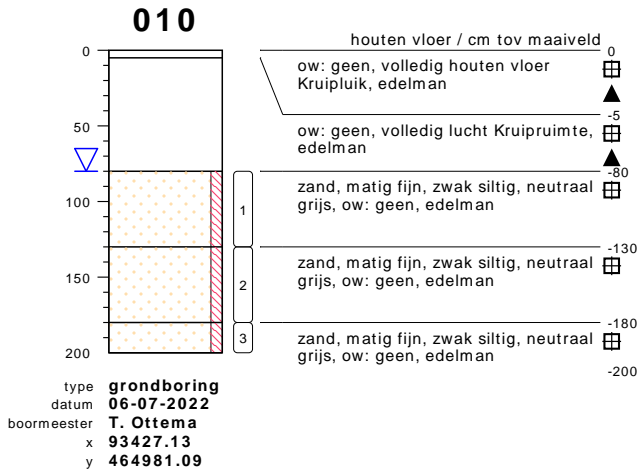 010
houten vloer / cm tov maaiveld
0
0
ow: geen, volledig houten vloer
Kruipluik, edelman
-5
50
ow: geen, volledig lucht Kruipruimte,
edelman
-80
zand, matig fijn, zwak siltig, neutraal
grijs, ow: geen, edelman
100
1
-130
zand, matig fijn, zwak siltig, neutraal
grijs, ow: geen, edelman
150
2
-180
zand, matig fijn, zwak siltig, neutraal
grijs, ow: geen, edelman
3
200
-200
type grondboring
datum 06-07-2022
boormeester T. Ottema
x 93427.13
y 464981.09